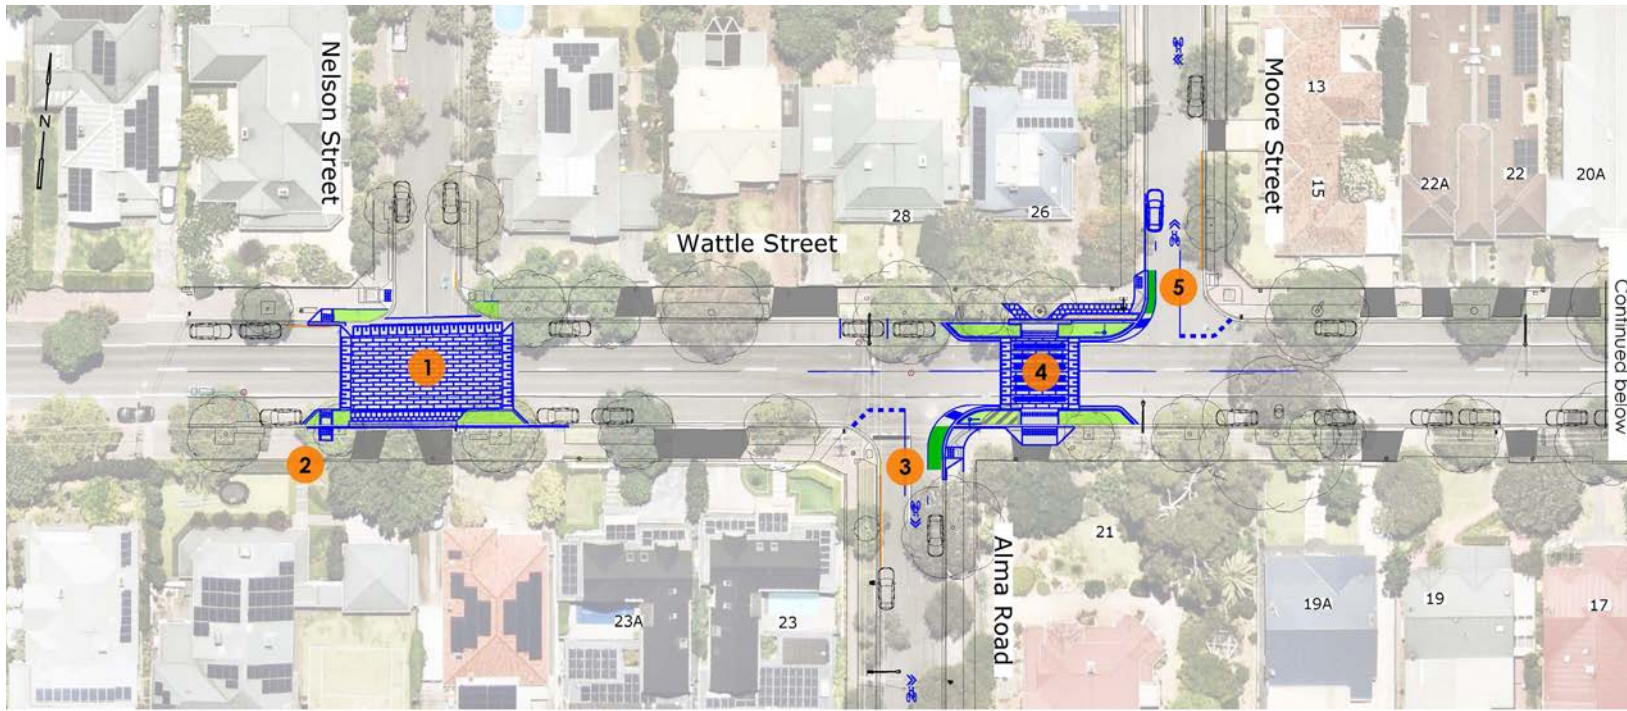 Nelson Street
N
Wattle Street
Moore Street
13
15
22A
22
20A
28
26
1
2
3
4
5
Continued below
Alma Road
23A
23
21
19A
19
17